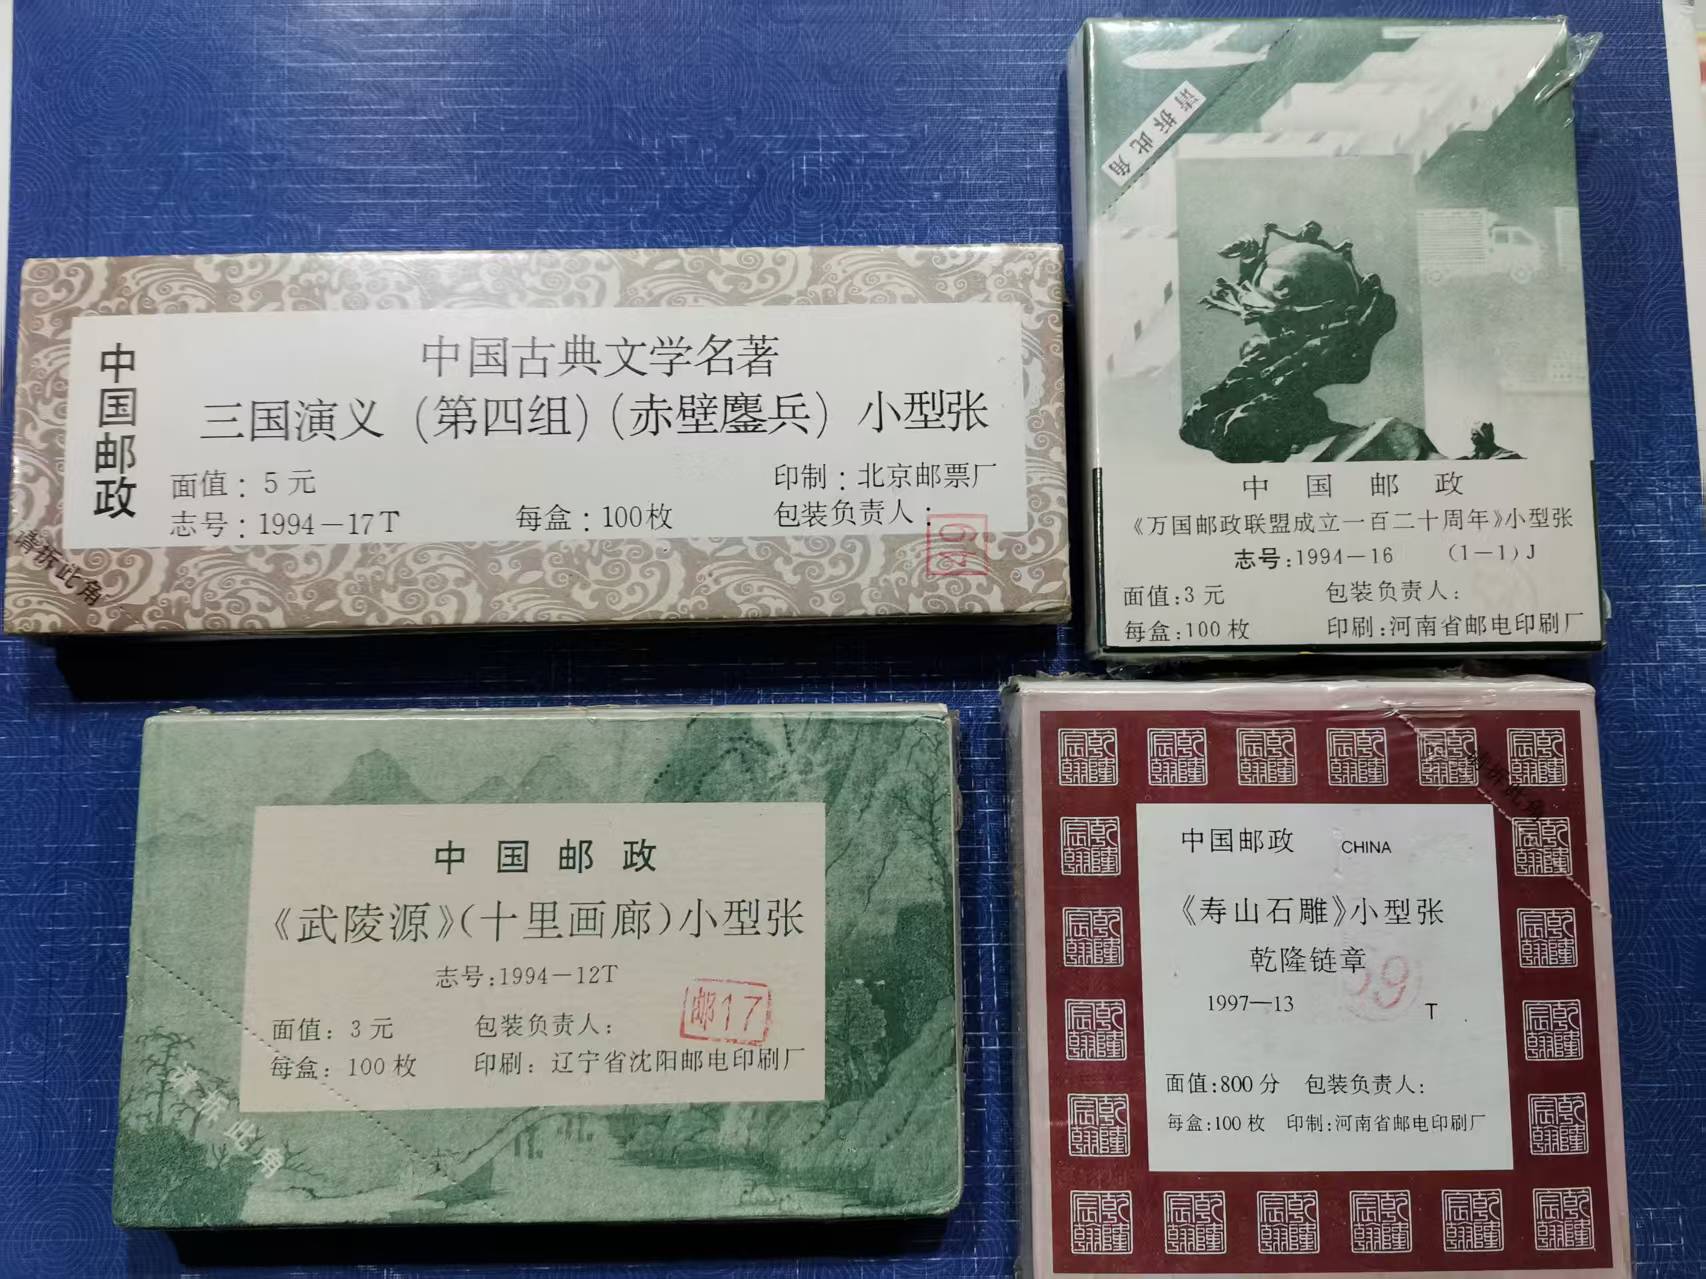 中国邮政
中国古典文学名著
三国演义（第四组）（赤壁鏖兵）小型张
面值：5元
印制：北京邮票厂
志号：1994－17T
每盒：100枚
包装负责人：
请拆此角
请拆此角
中国邮政
《万国邮政联盟成立一百二十周年》小型张
志号：1994－16 （1－1）J
面值：3元
包装负责人：
每盒：100枚
印刷：河南省邮电印刷厂
中国邮政
《武陵源》（十里画廊）小型张
志号：1994－12T
邮17
面值：3元
包装负责人：
每盒：100枚
印刷：辽宁省沈阳邮电印刷厂
请拆此角
请拆此角
中国邮政 CHINA
《寿山石雕》小型张
乾隆链章
1997—13
T
面值：800分 包装负责人：
每盒：100枚 印制：河南省邮电印刷厂